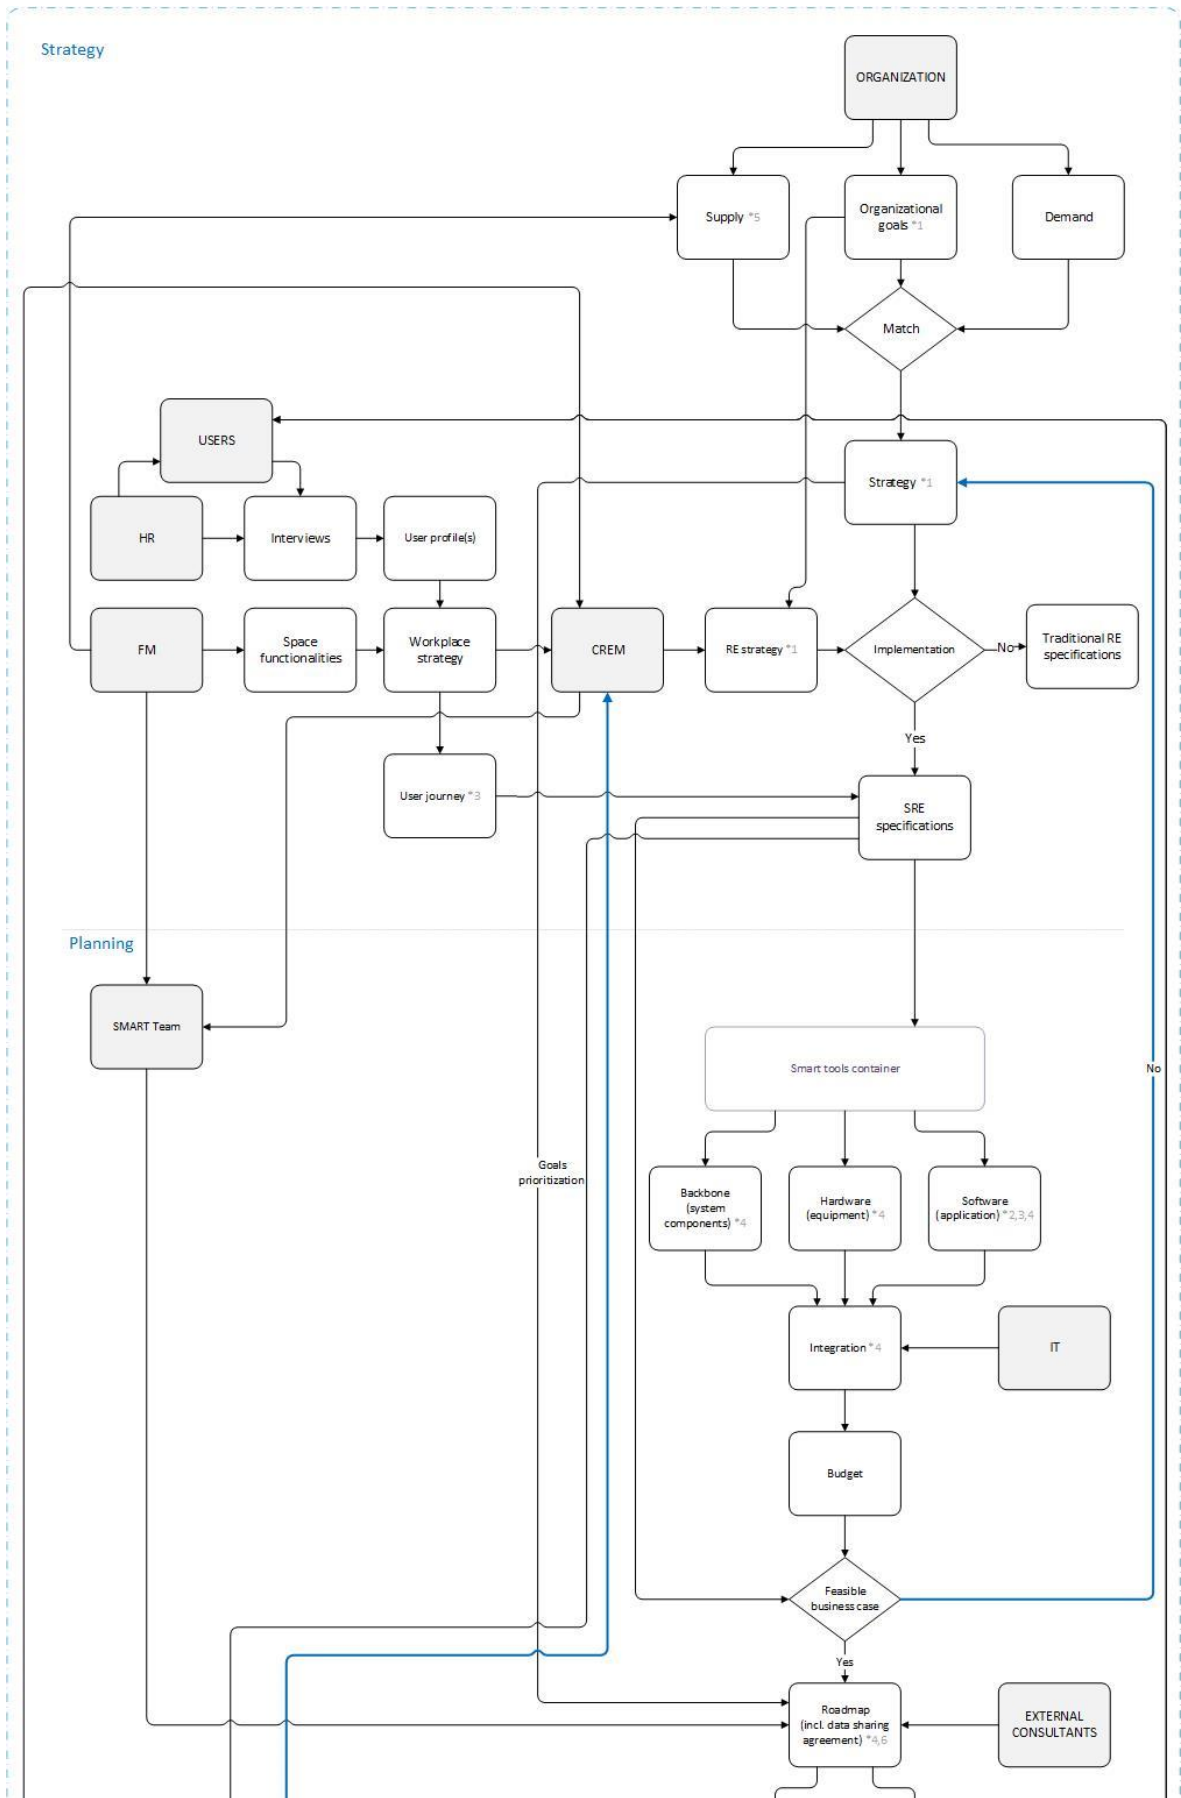 Strategy
ORGANIZATION
Supply *5
Organizational
goals *1
Demand
Match
USERS
Strategy *1
HR
Interviews
User profile(s)
FM
Space
functionalities
Workplace
strategy
CREM
RE strategy *1
Implementation
No
Traditional RE
specifications
Yes
User journey *3
SRE
specifications
Planning
SMART Team
Smart tools container
No
Goals
prioritization
Backbone
(system
components) *4
Hardware
(equipment) *4
Software
(application) *2,3,4
Integration *4
IT
Budget
Feasible
business case
Yes
Roadmap
(incl. data sharing
agreement) *4,6
EXTERNAL
CONSULTANTS